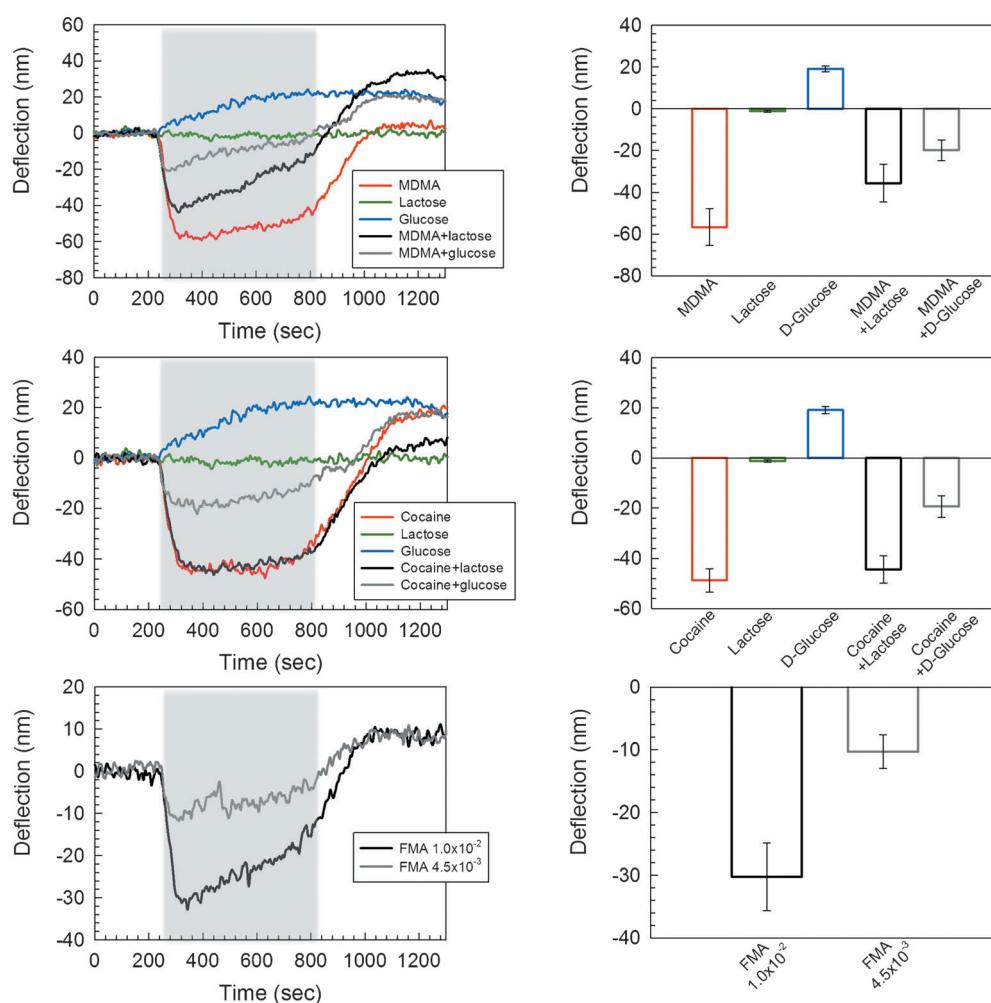 60
40
20
0
-20
-40
-60
-80
Deflection (nm)
0 200 400 600 800 1000 1200
Time (sec)
MDMA
Lactose
Glucose
MDMA+lactose
MDMA+glucose
40
20
0
-20
-40
-60
-80
Deflection (nm)
MDMA
Lactose
D-Glucose
MDMA
+Lactose
MDMA
+D-Glucose
40
20
0
-20
-40
-60
Deflection (nm)
0 200 400 600 800 1000 1200
Time (sec)
Cocaine
Lactose
Glucose
Cocaine+lactose
Cocaine+glucose
40
20
0
-20
-40
-60
Deflection (nm)
Cocaine
Lactose
D-Glucose
Cocaine
+Lactose
Cocaine
+D-Glucose
20
10
0
-10
-20
-30
-40
Deflection (nm)
0 200 400 600 800 1000 1200
Time (sec)
FMA 1.0x10⁻²
FMA 4.5x10⁻³
0
-10
-20
-30
-40
Deflection (nm)
FMA
1.0x10⁻²
FMA
4.5x10⁻³